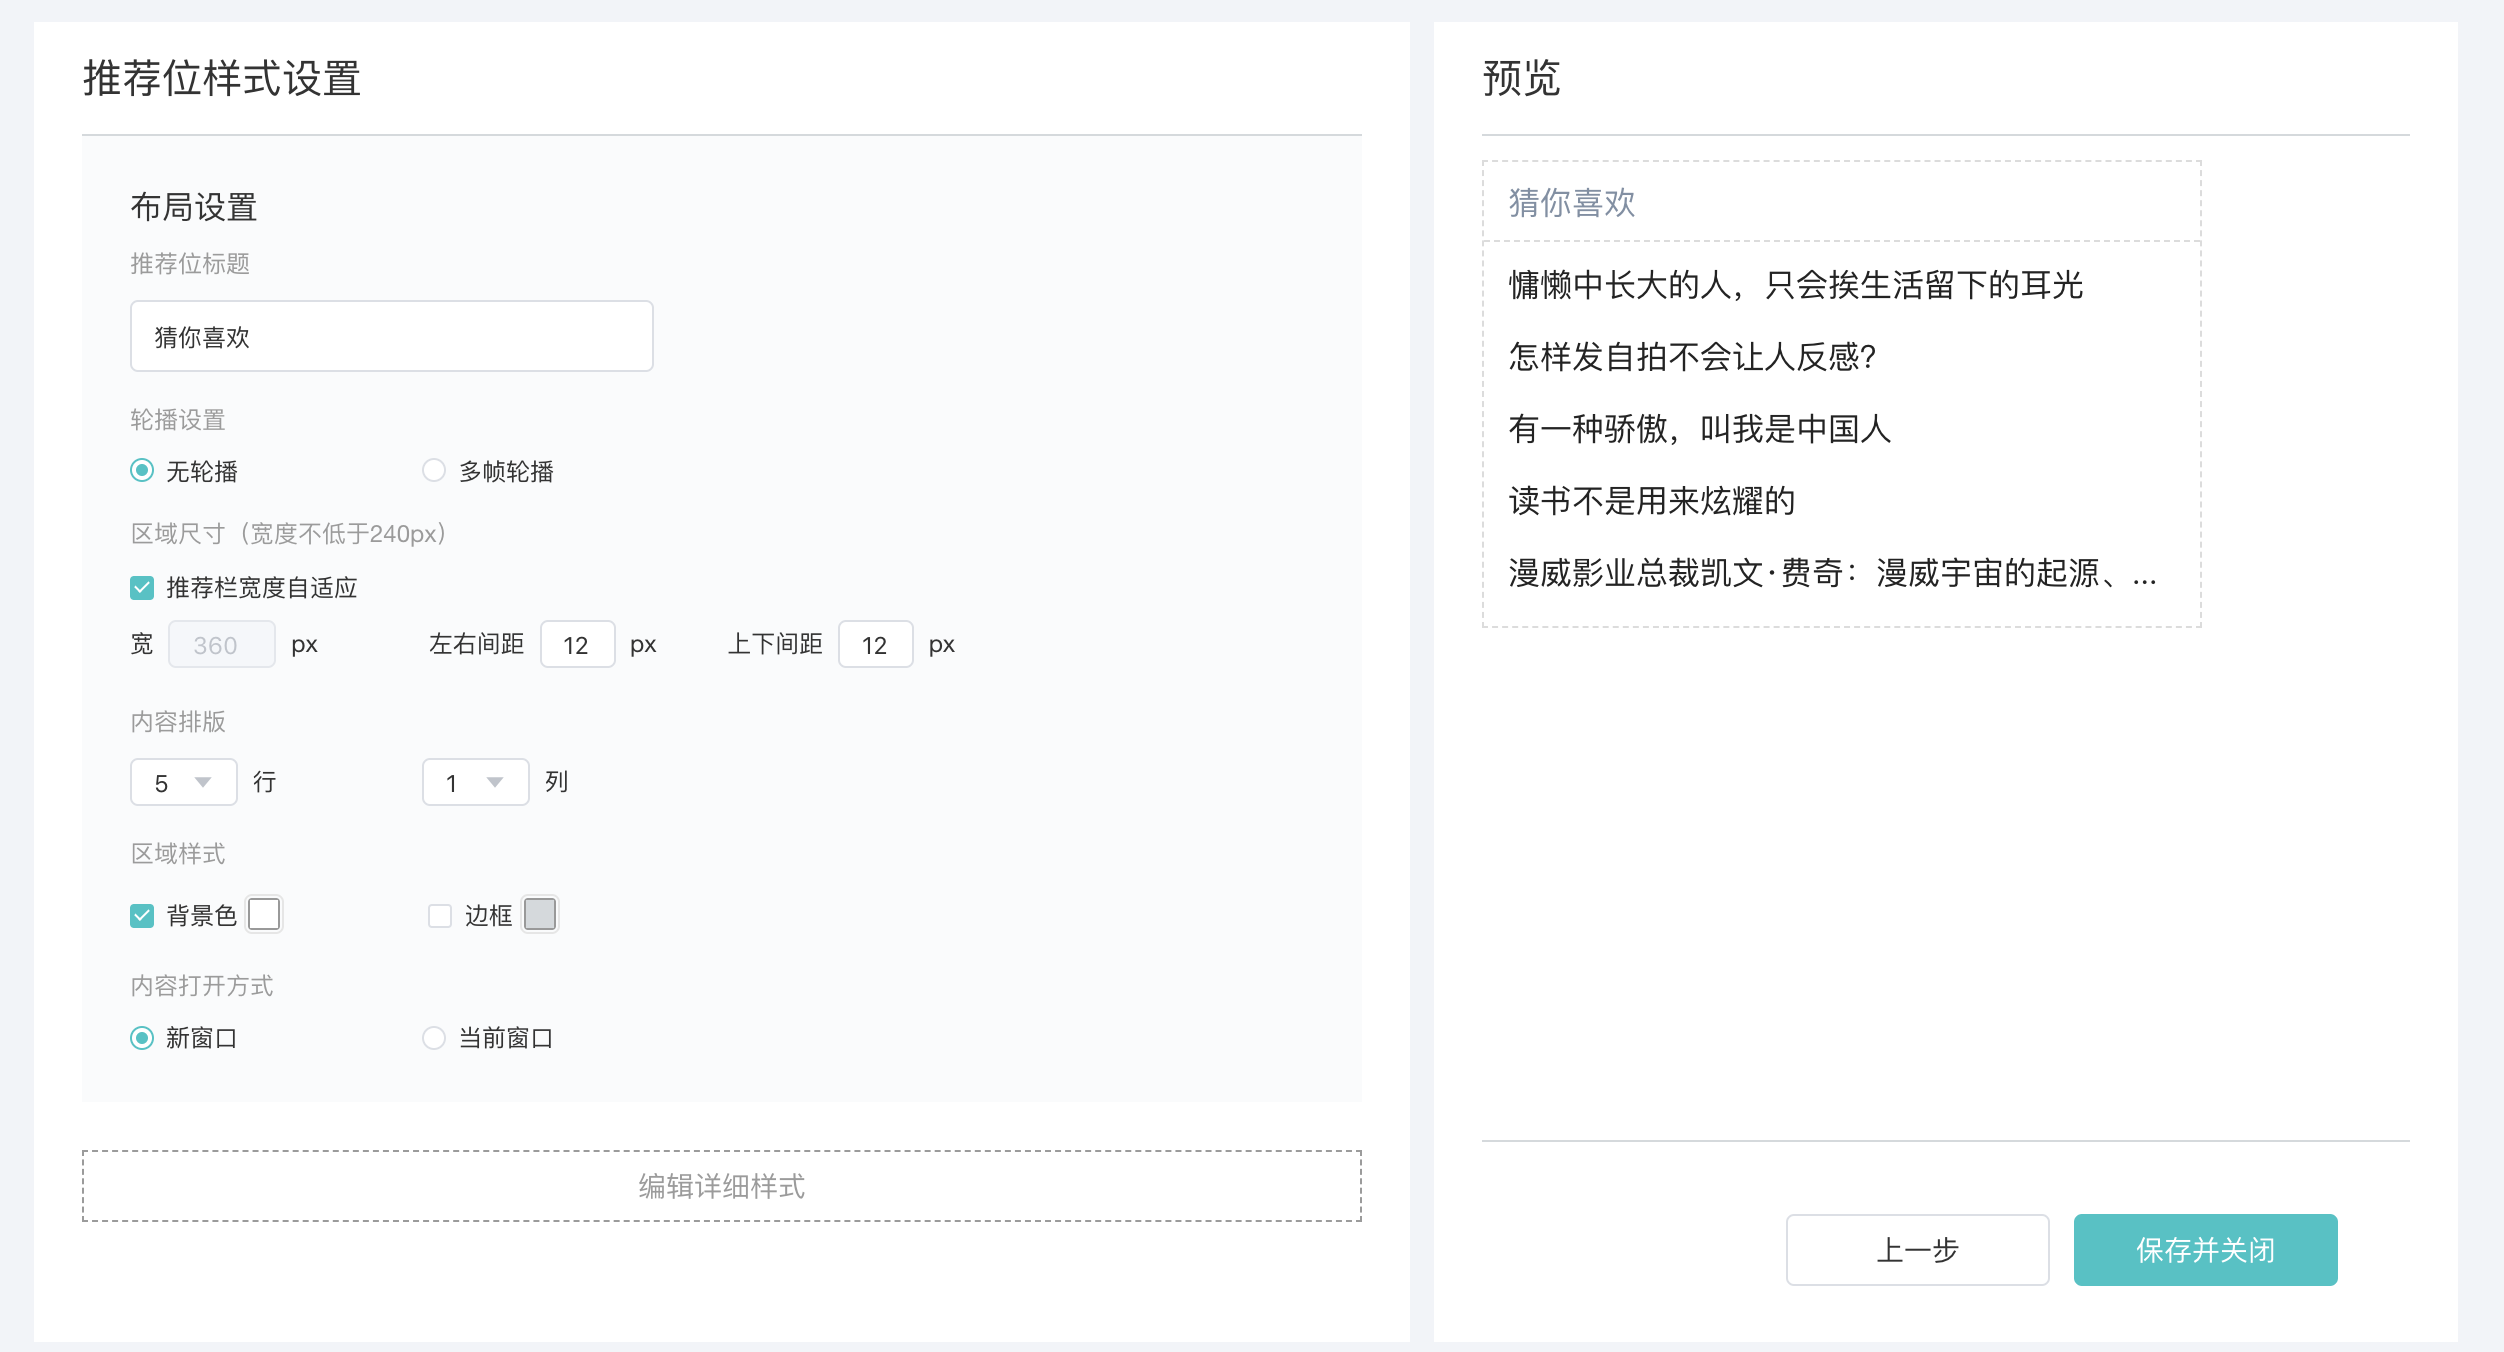 推荐位样式设置
布局设置
推荐位标题
猜你喜欢
轮播设置
无轮播 多帧轮播
区域尺寸（宽度不低于240px）
推荐栏宽度自适应
宽 360 px 左右间距 12 px 上下间距 12 px
内容排版
5 行 1 列
区域样式
背景色 边框
内容打开方式
新窗口 当前窗口
编辑详细样式
预览
猜你喜欢
慵懒中长大的人，只会挨生活留下的耳光
怎样发自拍不会让人反感?
有一种骄傲，叫我是中国人
读书不是用来炫耀的
漫威影业总裁凯文·费奇：漫威宇宙的起源、...
上一步 保存并关闭